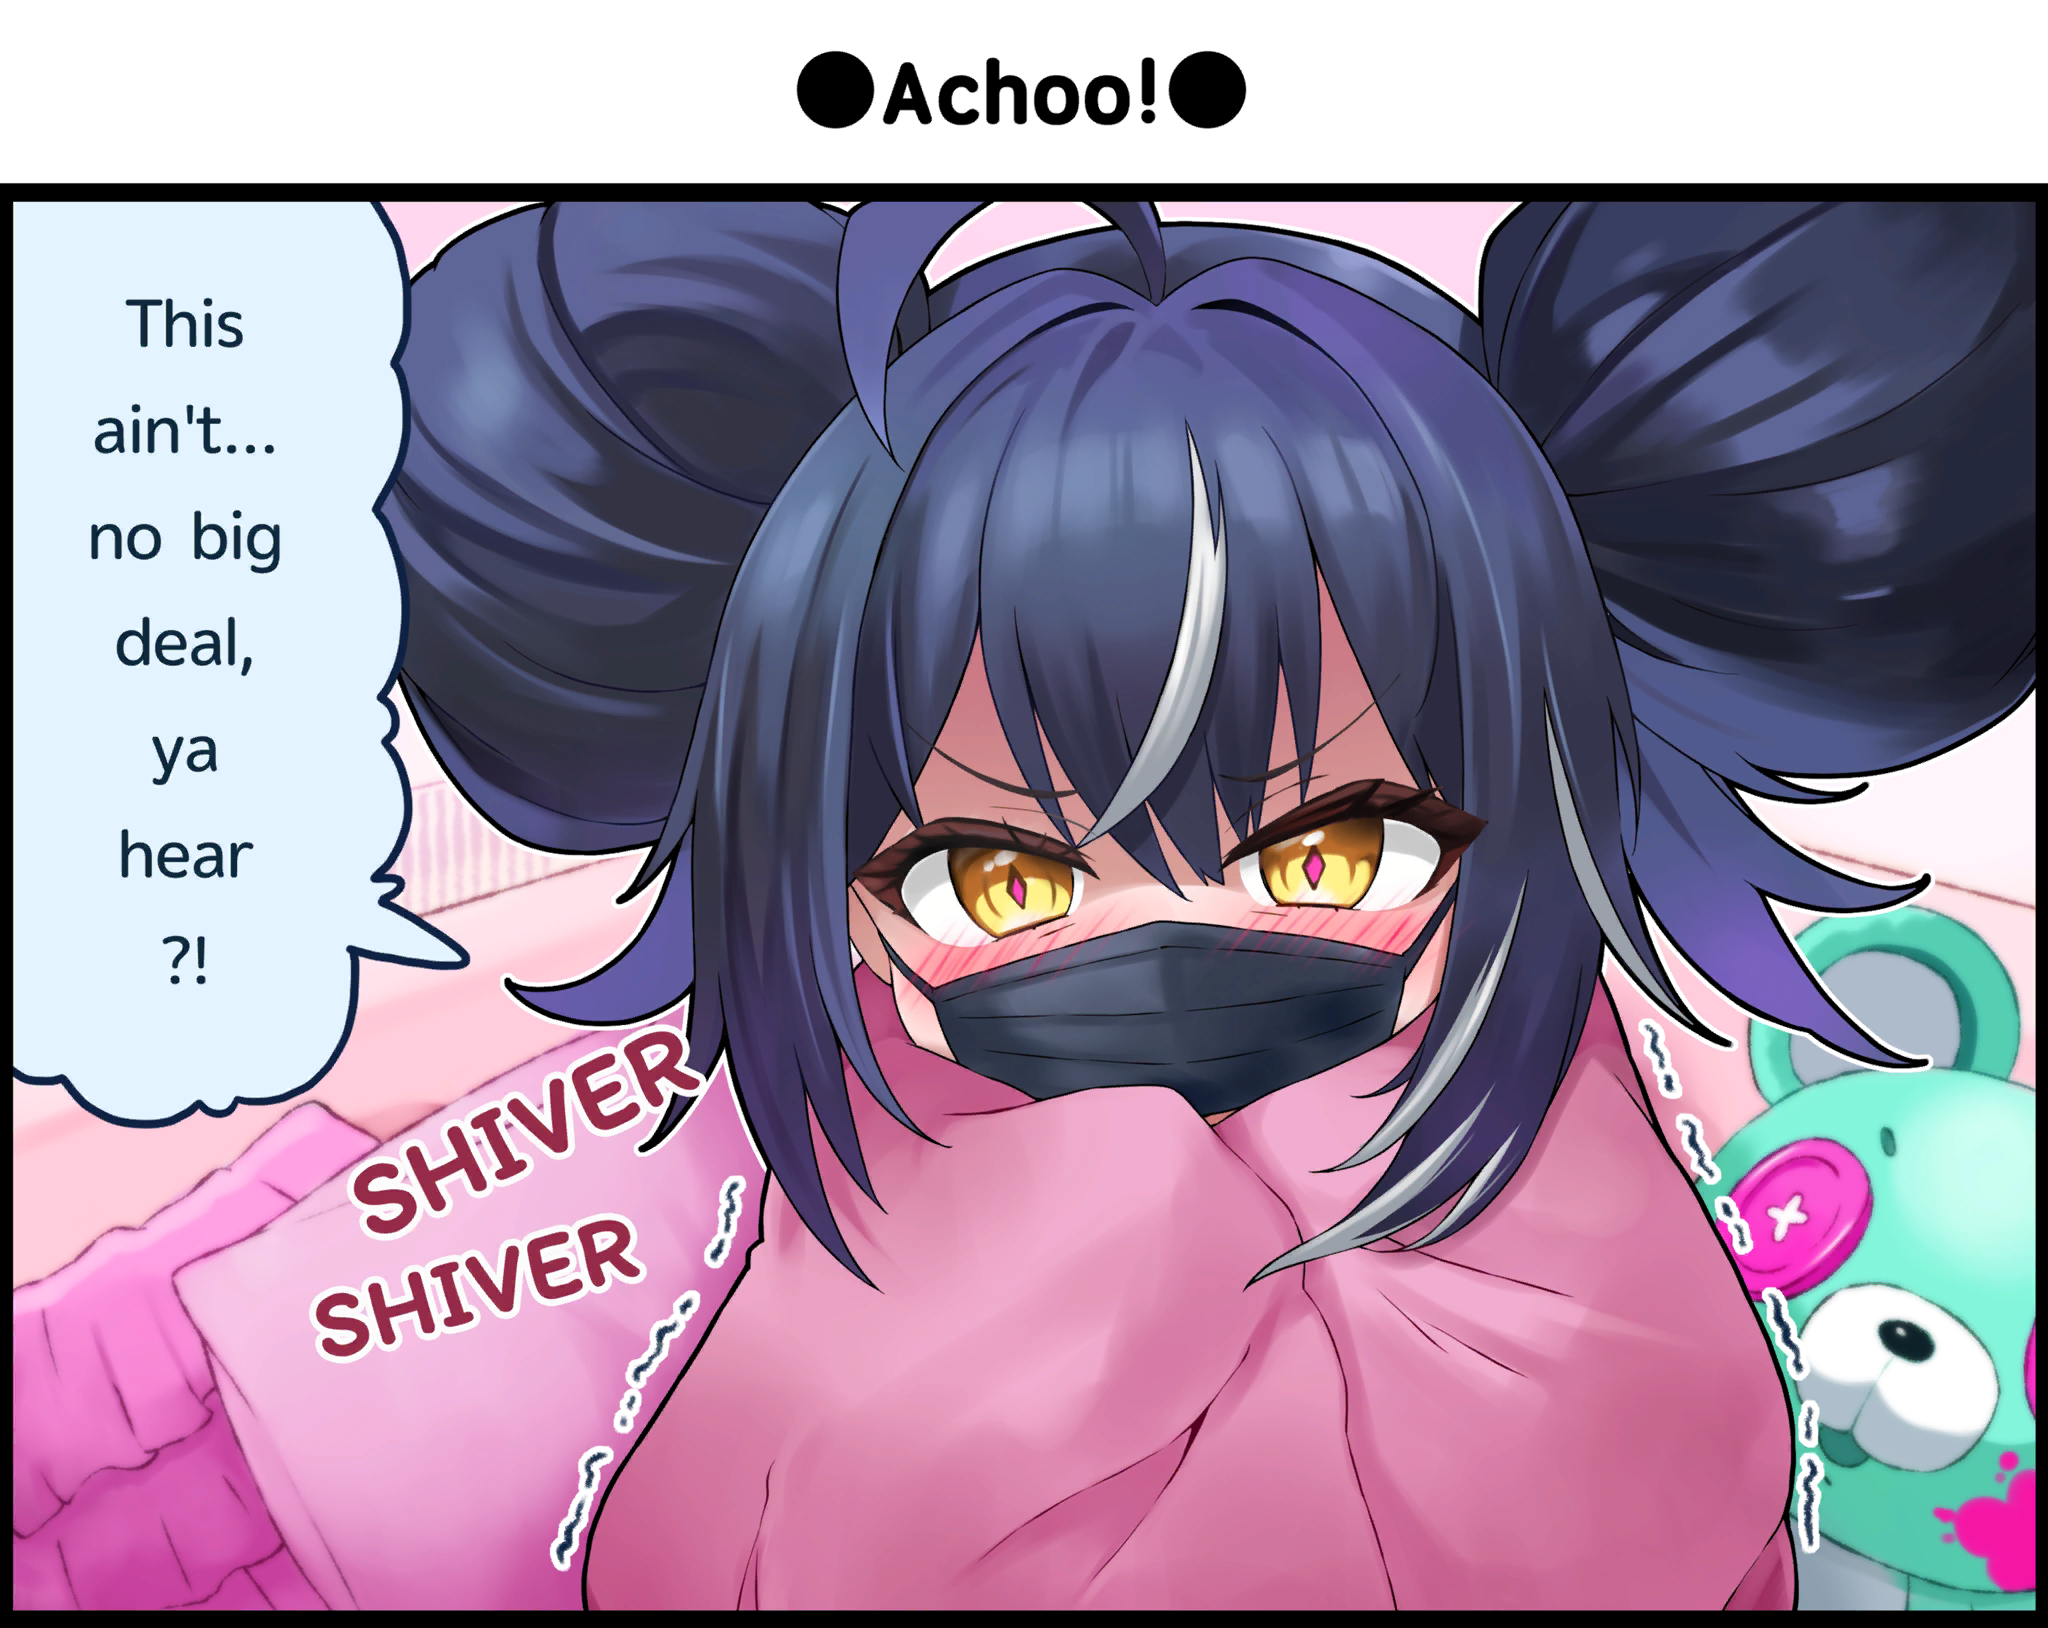 ●Achoo!●
This
ain't...
no big
deal,
ya
hear
?!
SHIVER
SHIVER